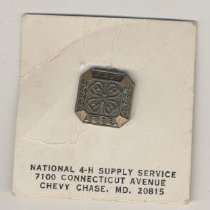 NATIONAL 4-H SUPPLY SERVICE
7100 CONNECTICUT AVENUE
CHEVY CHASE, MD. 20815